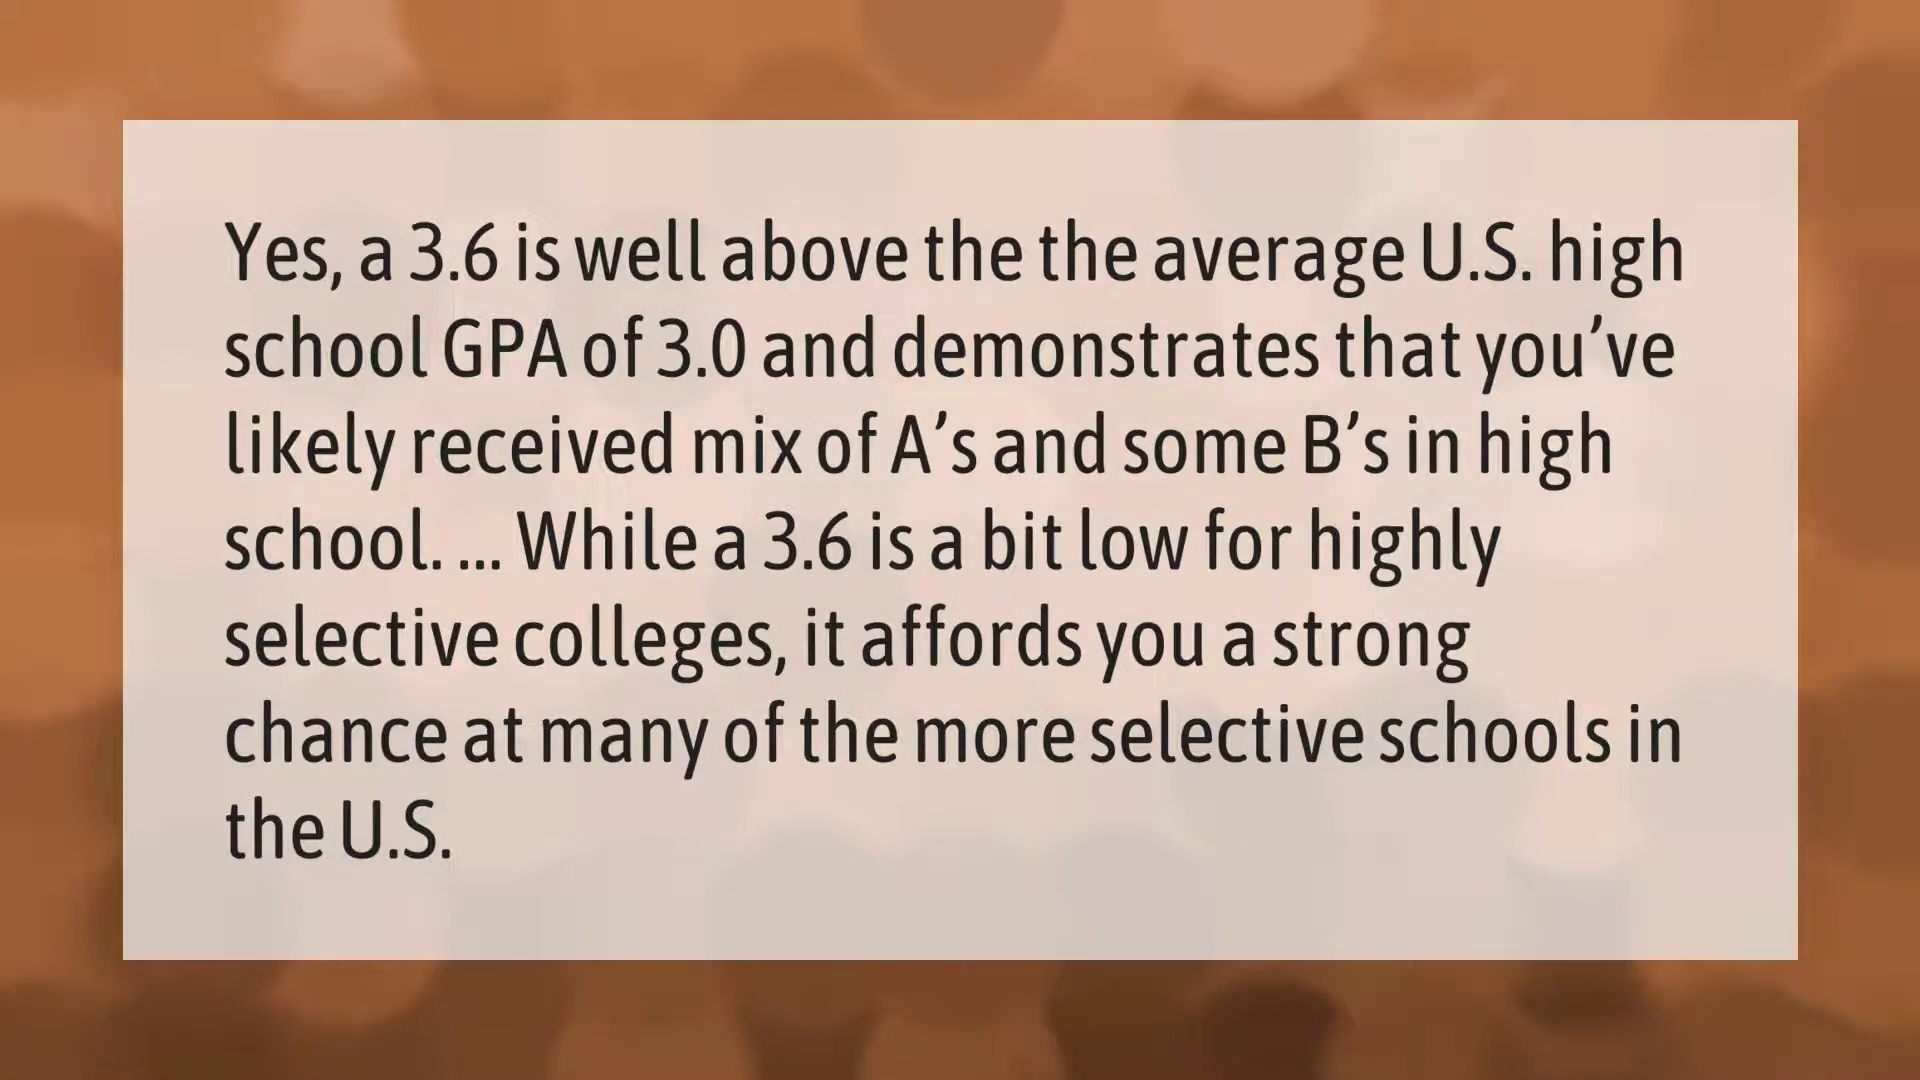 Yes, a 3.6 is well above the the average U.S. high
school GPA of 3.0 and demonstrates that you’ve
likely received mix of A’s and some B’s in high
school. ... While a 3.6 is a bit low for highly
selective colleges, it affords you a strong
chance at many of the more selective schools in
the U.S.